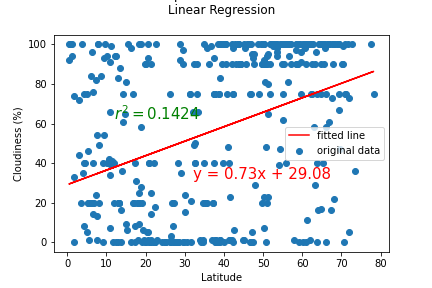 Linear Regression
100
80
60
40
20
0
Cloudiness (%)
r² = 0.1424
fitted line
original data
y = 0.73x + 29.08
0 10 20 30 40 50 60 70 80
Latitude